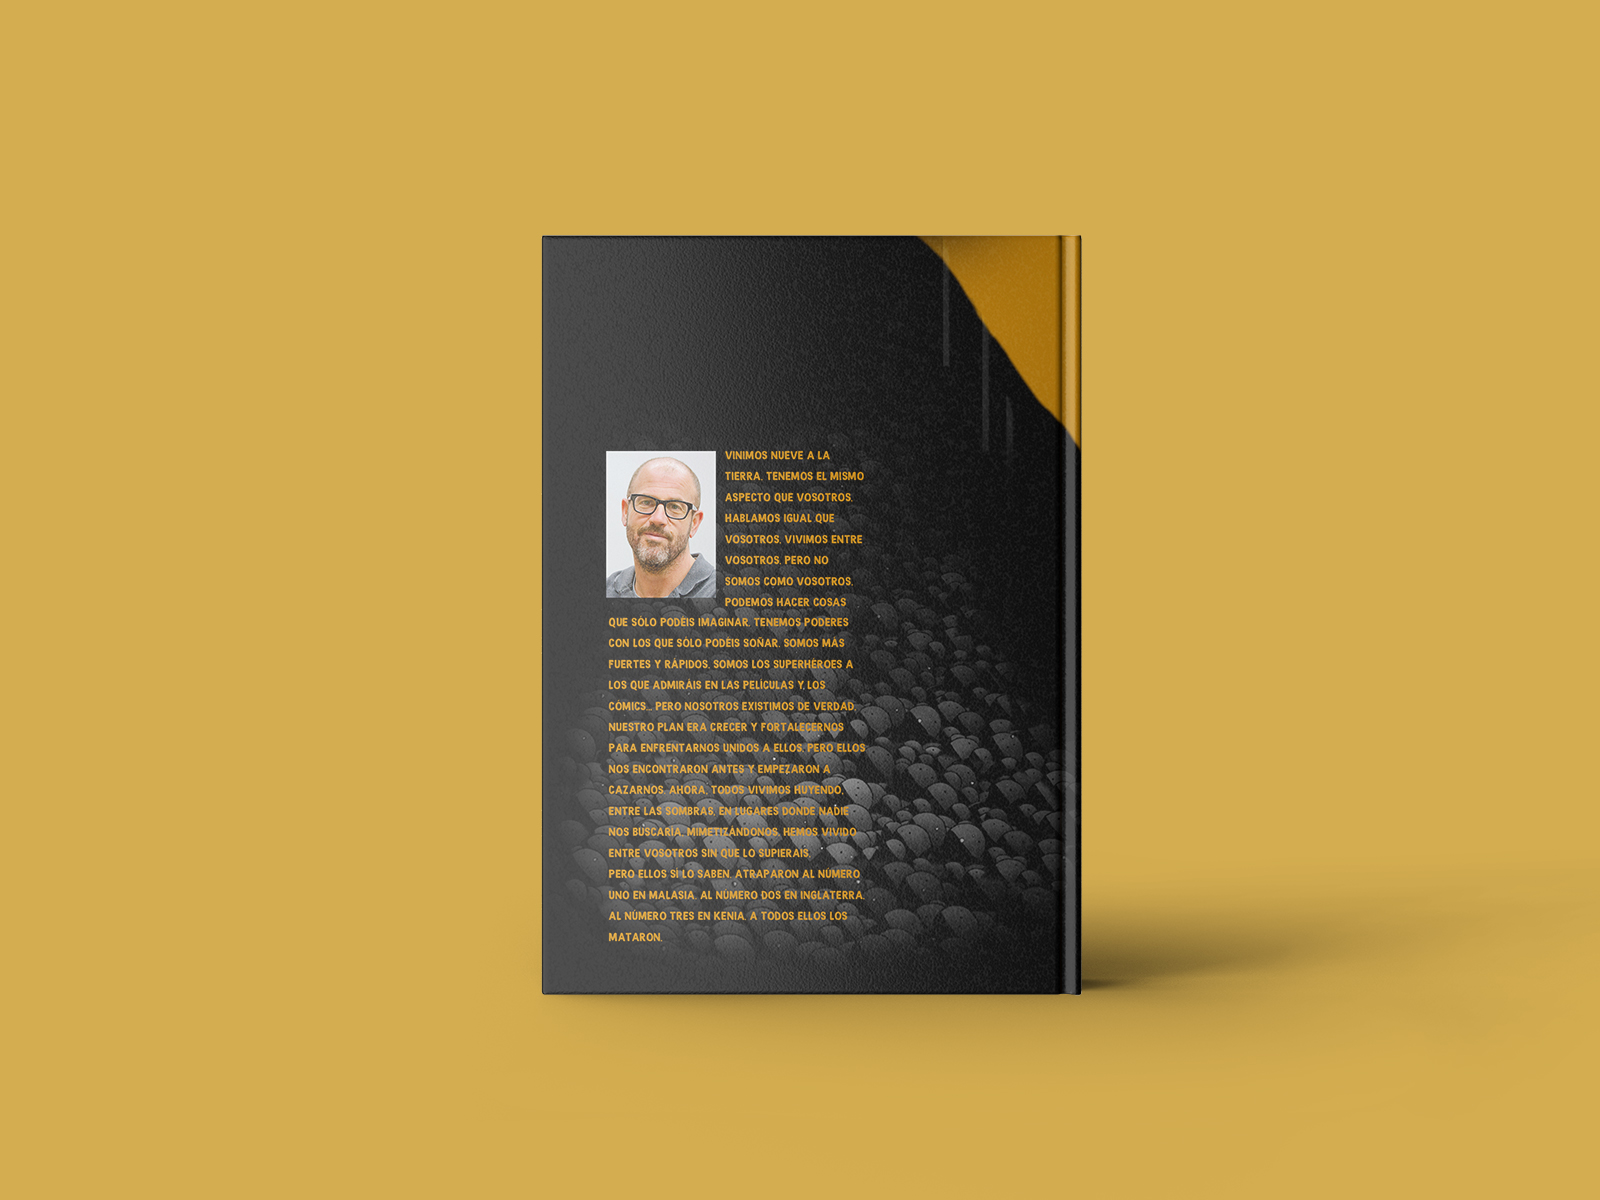 VINIMOS NUEVE A LA
TIERRA. TENEMOS EL MISMO
ASPECTO QUE VOSOTROS.
HABLAMOS IGUAL QUE
VOSOTROS. VIVIMOS ENTRE
VOSOTROS. PERO NO
SOMOS COMO VOSOTROS.
PODEMOS HACER COSAS
QUE SÓLO PODÉIS IMAGINAR. TENEMOS PODERES
CON LOS QUE SÓLO PODÉIS SOÑAR. SOMOS MÁS
FUERTES Y RÁPIDOS. SOMOS LOS SUPERHÉROES A
LOS QUE ADMIRÁIS EN LAS PELÍCULAS Y LOS
CÓMICS... PERO NOSOTROS EXISTIMOS DE VERDAD.
NUESTRO PLAN ERA CRECER Y FORTALECERNOS
PARA ENFRENTARNOS UNIDOS A ELLOS. PERO ELLOS
NOS ENCONTRARON ANTES Y EMPEZARON A
CAZARNOS. AHORA, TODOS VIVIMOS HUYENDO,
ENTRE LAS SOMBRAS, EN LUGARES DONDE NADIE
NOS BUSCARÍA, MIMETIZÁNDONOS. HEMOS VIVIDO
ENTRE VOSOTROS SIN QUE LO SUPIERAIS.
PERO ELLOS SÍ LO SABEN. ATRAPARON AL NÚMERO
UNO EN MALASIA. AL NÚMERO DOS EN INGLATERRA.
AL NÚMERO TRES EN KENIA. A TODOS ELLOS LOS
MATARON.